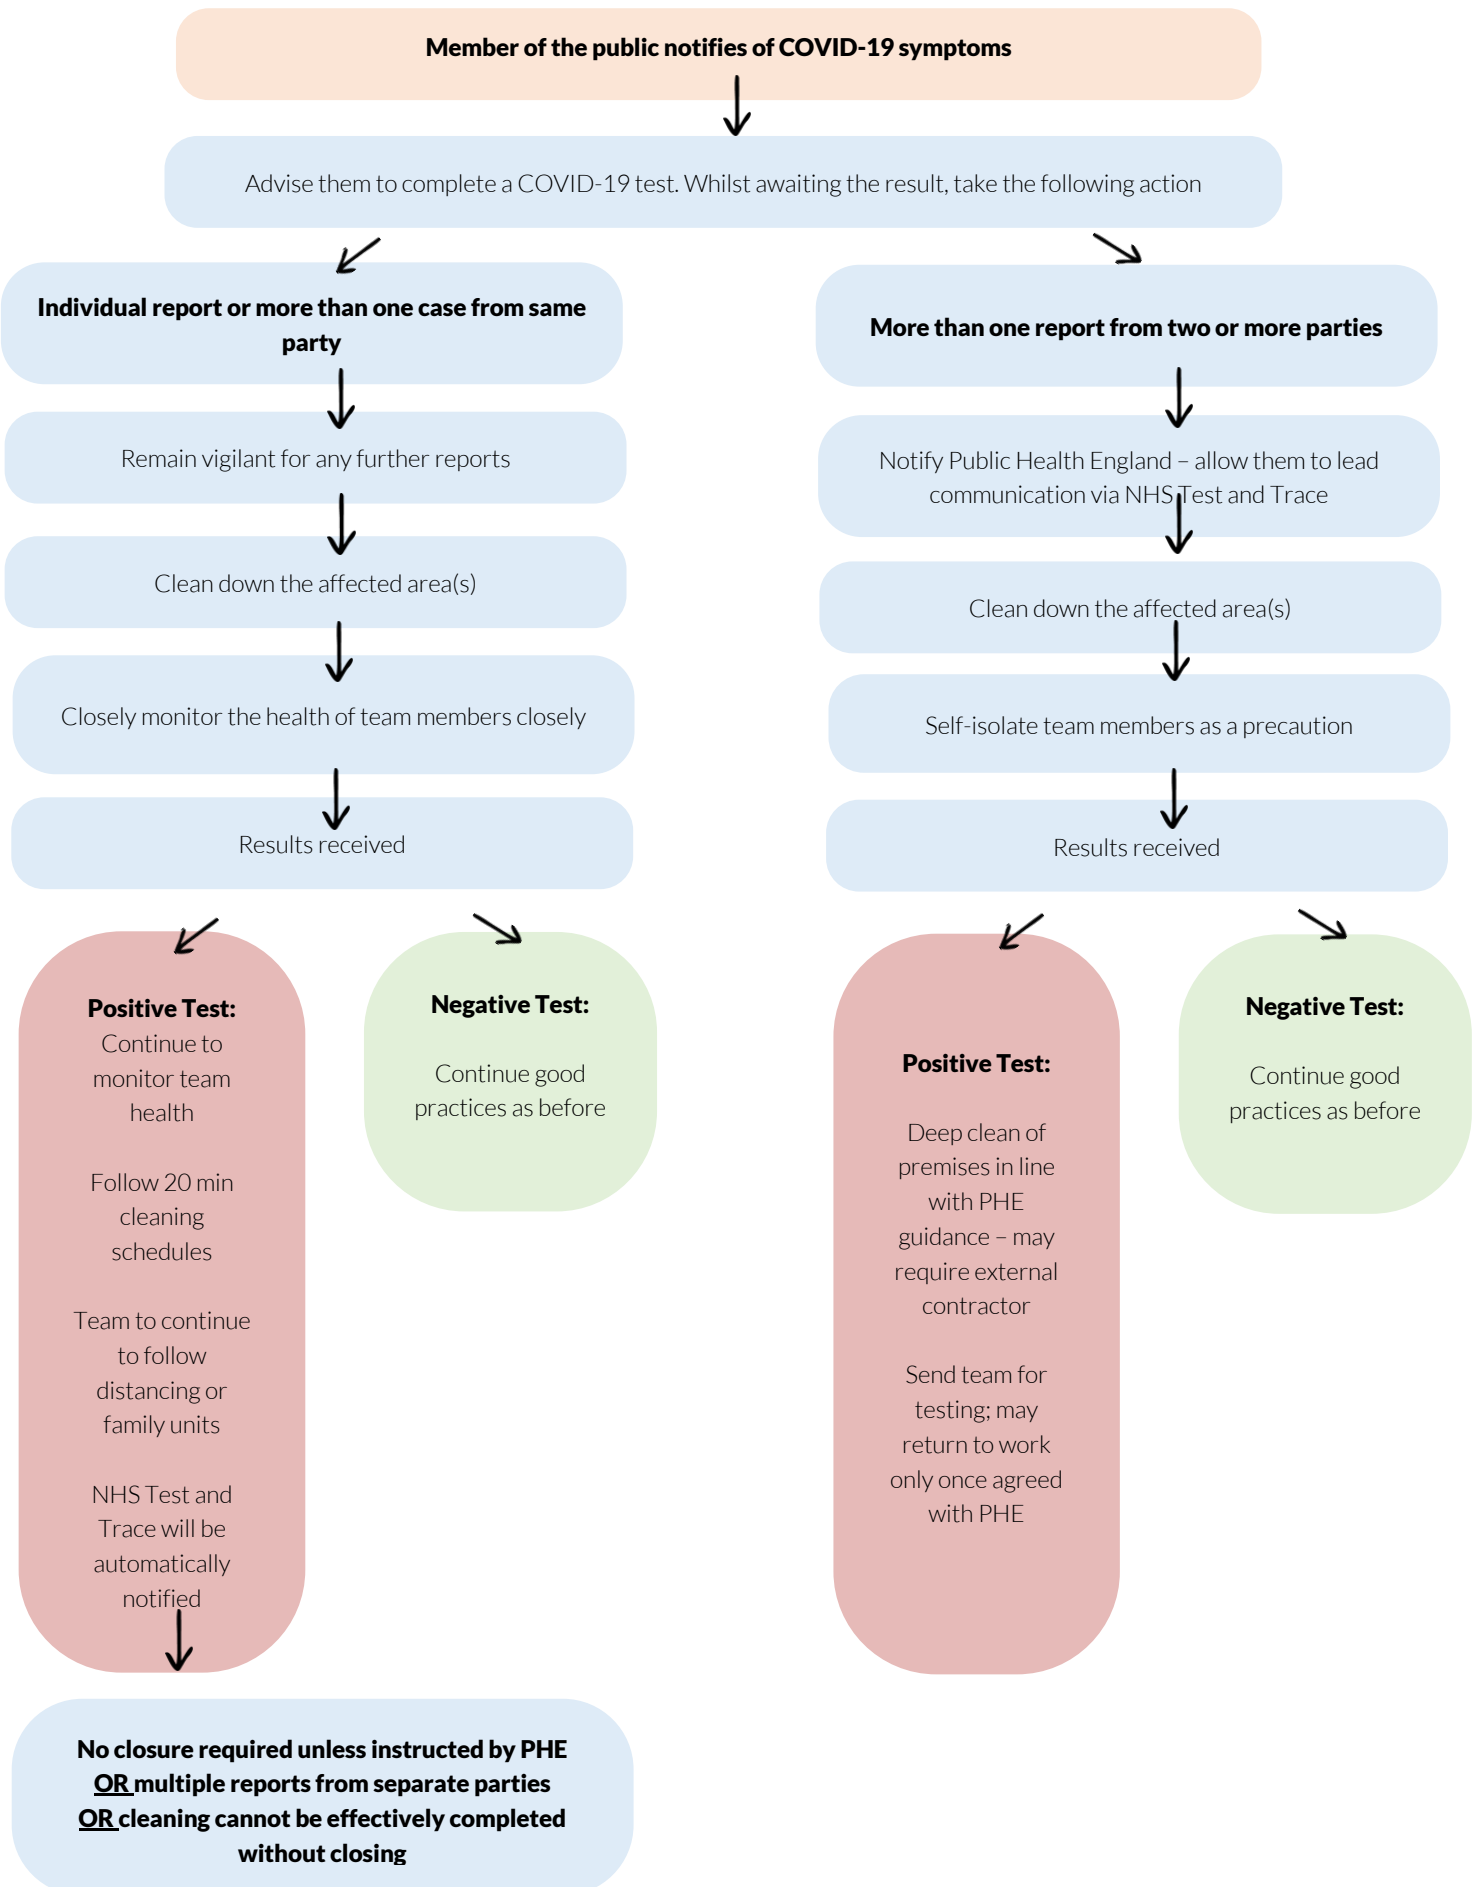 Member of the public notifies of COVID-19 symptoms
Advise them to complete a COVID-19 test. Whilst awaiting the result, take the following action
Individual report or more than one case from same
party
Remain vigilant for any further reports
Clean down the affected area(s)
Closely monitor the health of team members closely
Results received
Positive Test:
Continue to
monitor team
health
Follow 20 min
cleaning
schedules
Team to continue
to follow
distancing or
family units
NHS Test and
Trace will be
automatically
notified
Negative Test:
Continue good
practices as before
No closure required unless instructed by PHE
OR multiple reports from separate parties
OR cleaning cannot be effectively completed
without closing
More than one report from two or more parties
Notify Public Health England – allow them to lead
communication via NHS Test and Trace
Clean down the affected area(s)
Self-isolate team members as a precaution
Results received
Positive Test:
Deep clean of
premises in line
with PHE
guidance – may
require external
contractor
Send team for
testing; may
return to work
only once agreed
with PHE
Negative Test:
Continue good
practices as before